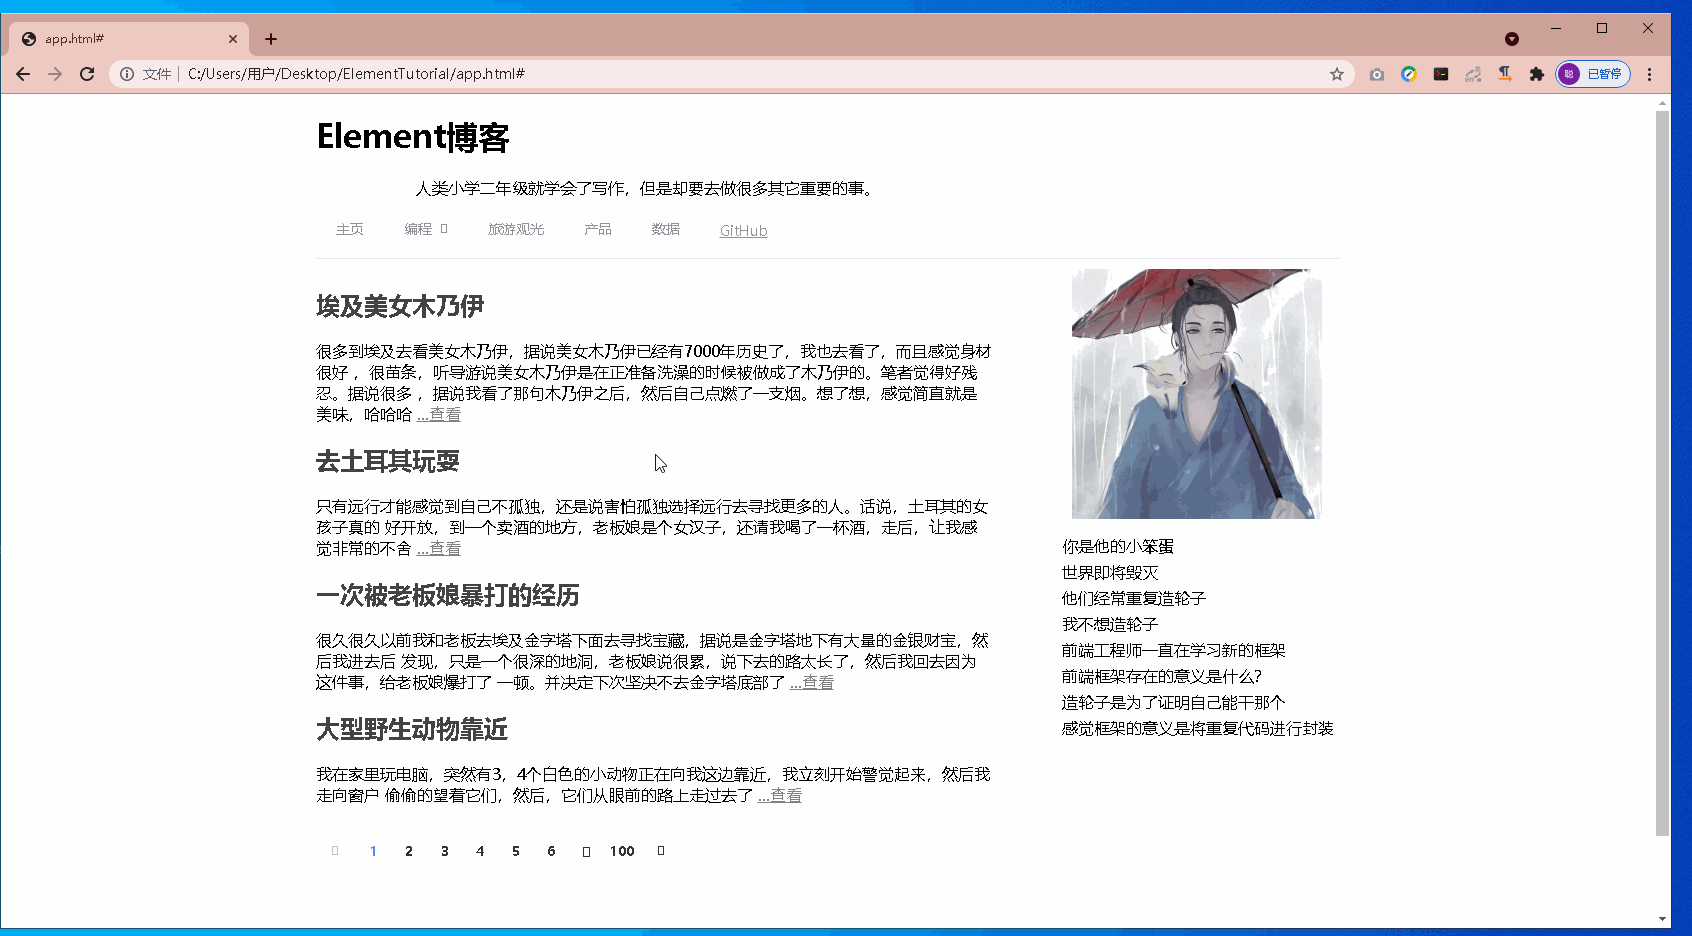 app.html#
文件 C:/Users/用户/Desktop/ElementTutorial/app.html#
聪 已暂停
Element博客
人类小学二年级就学会了写作，但是却要去做很多其它重要的事。
主页 编程 旅游观光 产品 数据 GitHub
埃及美女木乃伊
很多到埃及去看美女木乃伊，据说美女木乃伊已经有7000年历史了，我也去看了，而且感觉身材
很好 ，很苗条，听导游说美女木乃伊是在正准备洗澡的时候被做成了木乃伊的。笔者觉得好残
忍。据说很多 ，据说我看了那句木乃伊之后，然后自己点燃了一支烟。想了想，感觉简直就是
美味，哈哈哈 ...查看
去土耳其玩耍
只有远行才能感觉到自己不孤独，还是说害怕孤独选择远行去寻找更多的人。话说，土耳其的女
孩子真的 好开放，到一个卖酒的地方，老板娘是个女汉子，还请我喝了一杯酒，走后，让我感
觉非常的不舍 ...查看
一次被老板娘暴打的经历
很久很久以前我和老板去埃及金字塔下面去寻找宝藏，据说是金字塔地下有大量的金银财宝，然
后我进去后 发现，只是一个很深的地洞，老板娘说很累，说下去的路太长了，然后我回去因为
这件事，给老板娘爆打了 一顿。并决定下次坚决不去金字塔底部了 ...查看
大型野生动物靠近
我在家里玩电脑，突然有3，4个白色的小动物正在向我这边靠近，我立刻开始警觉起来，然后我
走向窗户 偷偷的望着它们，然后，它们从眼前的路上走过去了 ...查看
1 2 3 4 5 6 100
你是他的小笨蛋
世界即将毁灭
他们经常重复造轮子
我不想造轮子
前端工程师一直在学习新的框架
前端框架存在的意义是什么?
造轮子是为了证明自己能干那个
感觉框架的意义是将重复代码进行封装